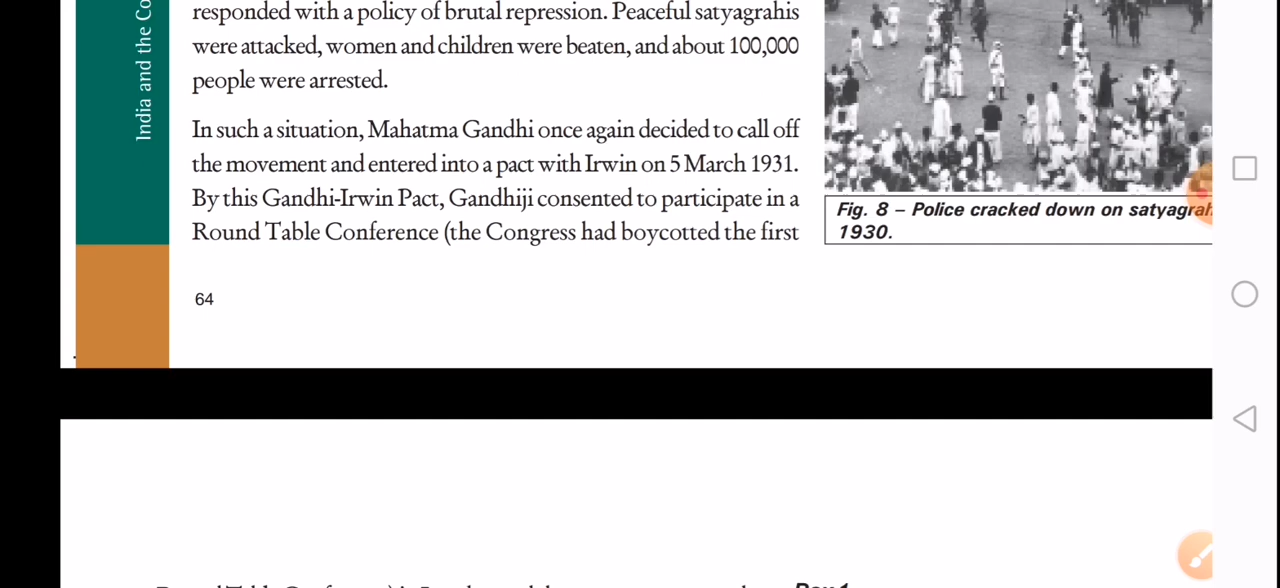 India and the Co
responded with a policy of brutal repression. Peaceful satyagrahis
were attacked, women and children were beaten, and about 100,000
people were arrested.
In such a situation, Mahatma Gandhi once again decided to call off
the movement and entered into a pact with Irwin on 5 March 1931.
By this Gandhi-Irwin Pact, Gandhiji consented to participate in a
Round Table Conference (the Congress had boycotted the first
Fig. 8 – Police cracked down on satyagrah
1930.
64